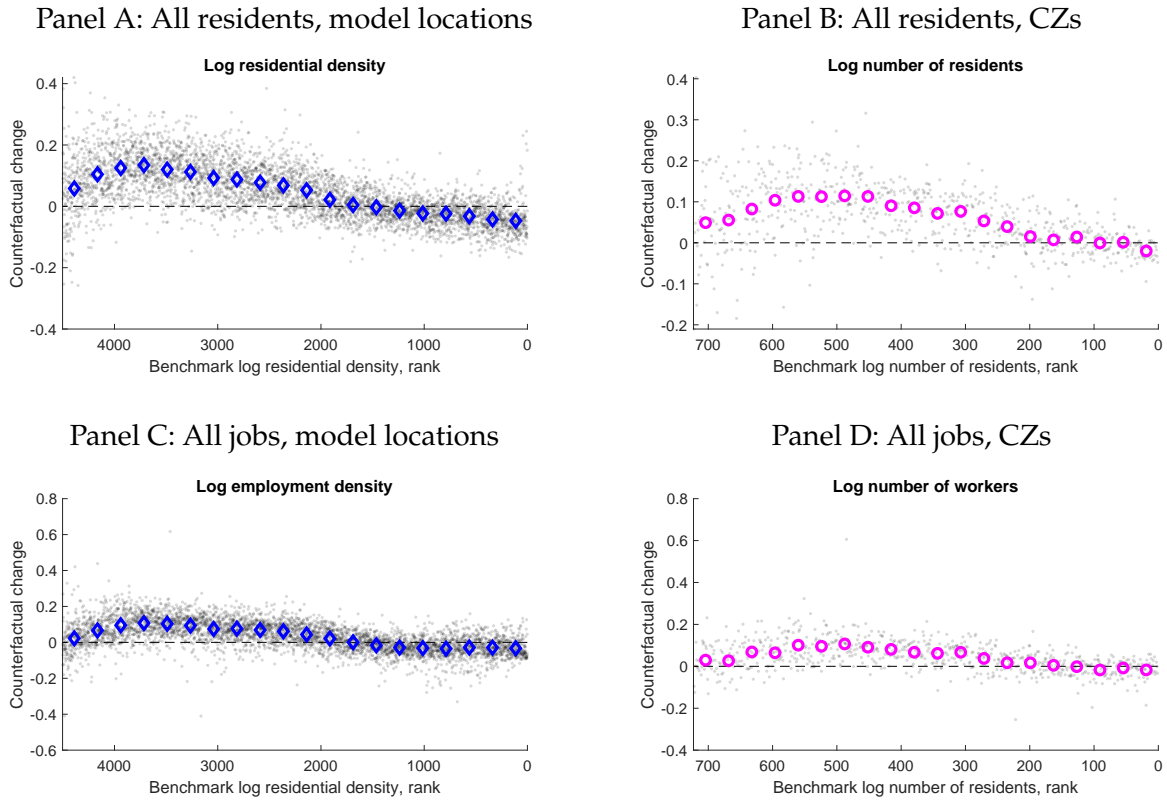 Panel A: All residents, model locations
Log residential density
Counterfactual change
0.4
0.2
0
-0.2
-0.4
4000 3000 2000 1000 0
Benchmark log residential density, rank
Panel B: All residents, CZs
Log number of residents
Counterfactual change
0.4
0.3
0.2
0.1
0
-0.1
-0.2
700 600 500 400 300 200 100 0
Benchmark log number of residents, rank
Panel C: All jobs, model locations
Log employment density
Counterfactual change
0.8
0.6
0.4
0.2
0
-0.2
-0.4
-0.6
4000 3000 2000 1000 0
Benchmark log residential density, rank
Panel D: All jobs, CZs
Log number of workers
Counterfactual change
0.8
0.6
0.4
0.2
0
-0.2
-0.4
700 600 500 400 300 200 100 0
Benchmark log number of residents, rank